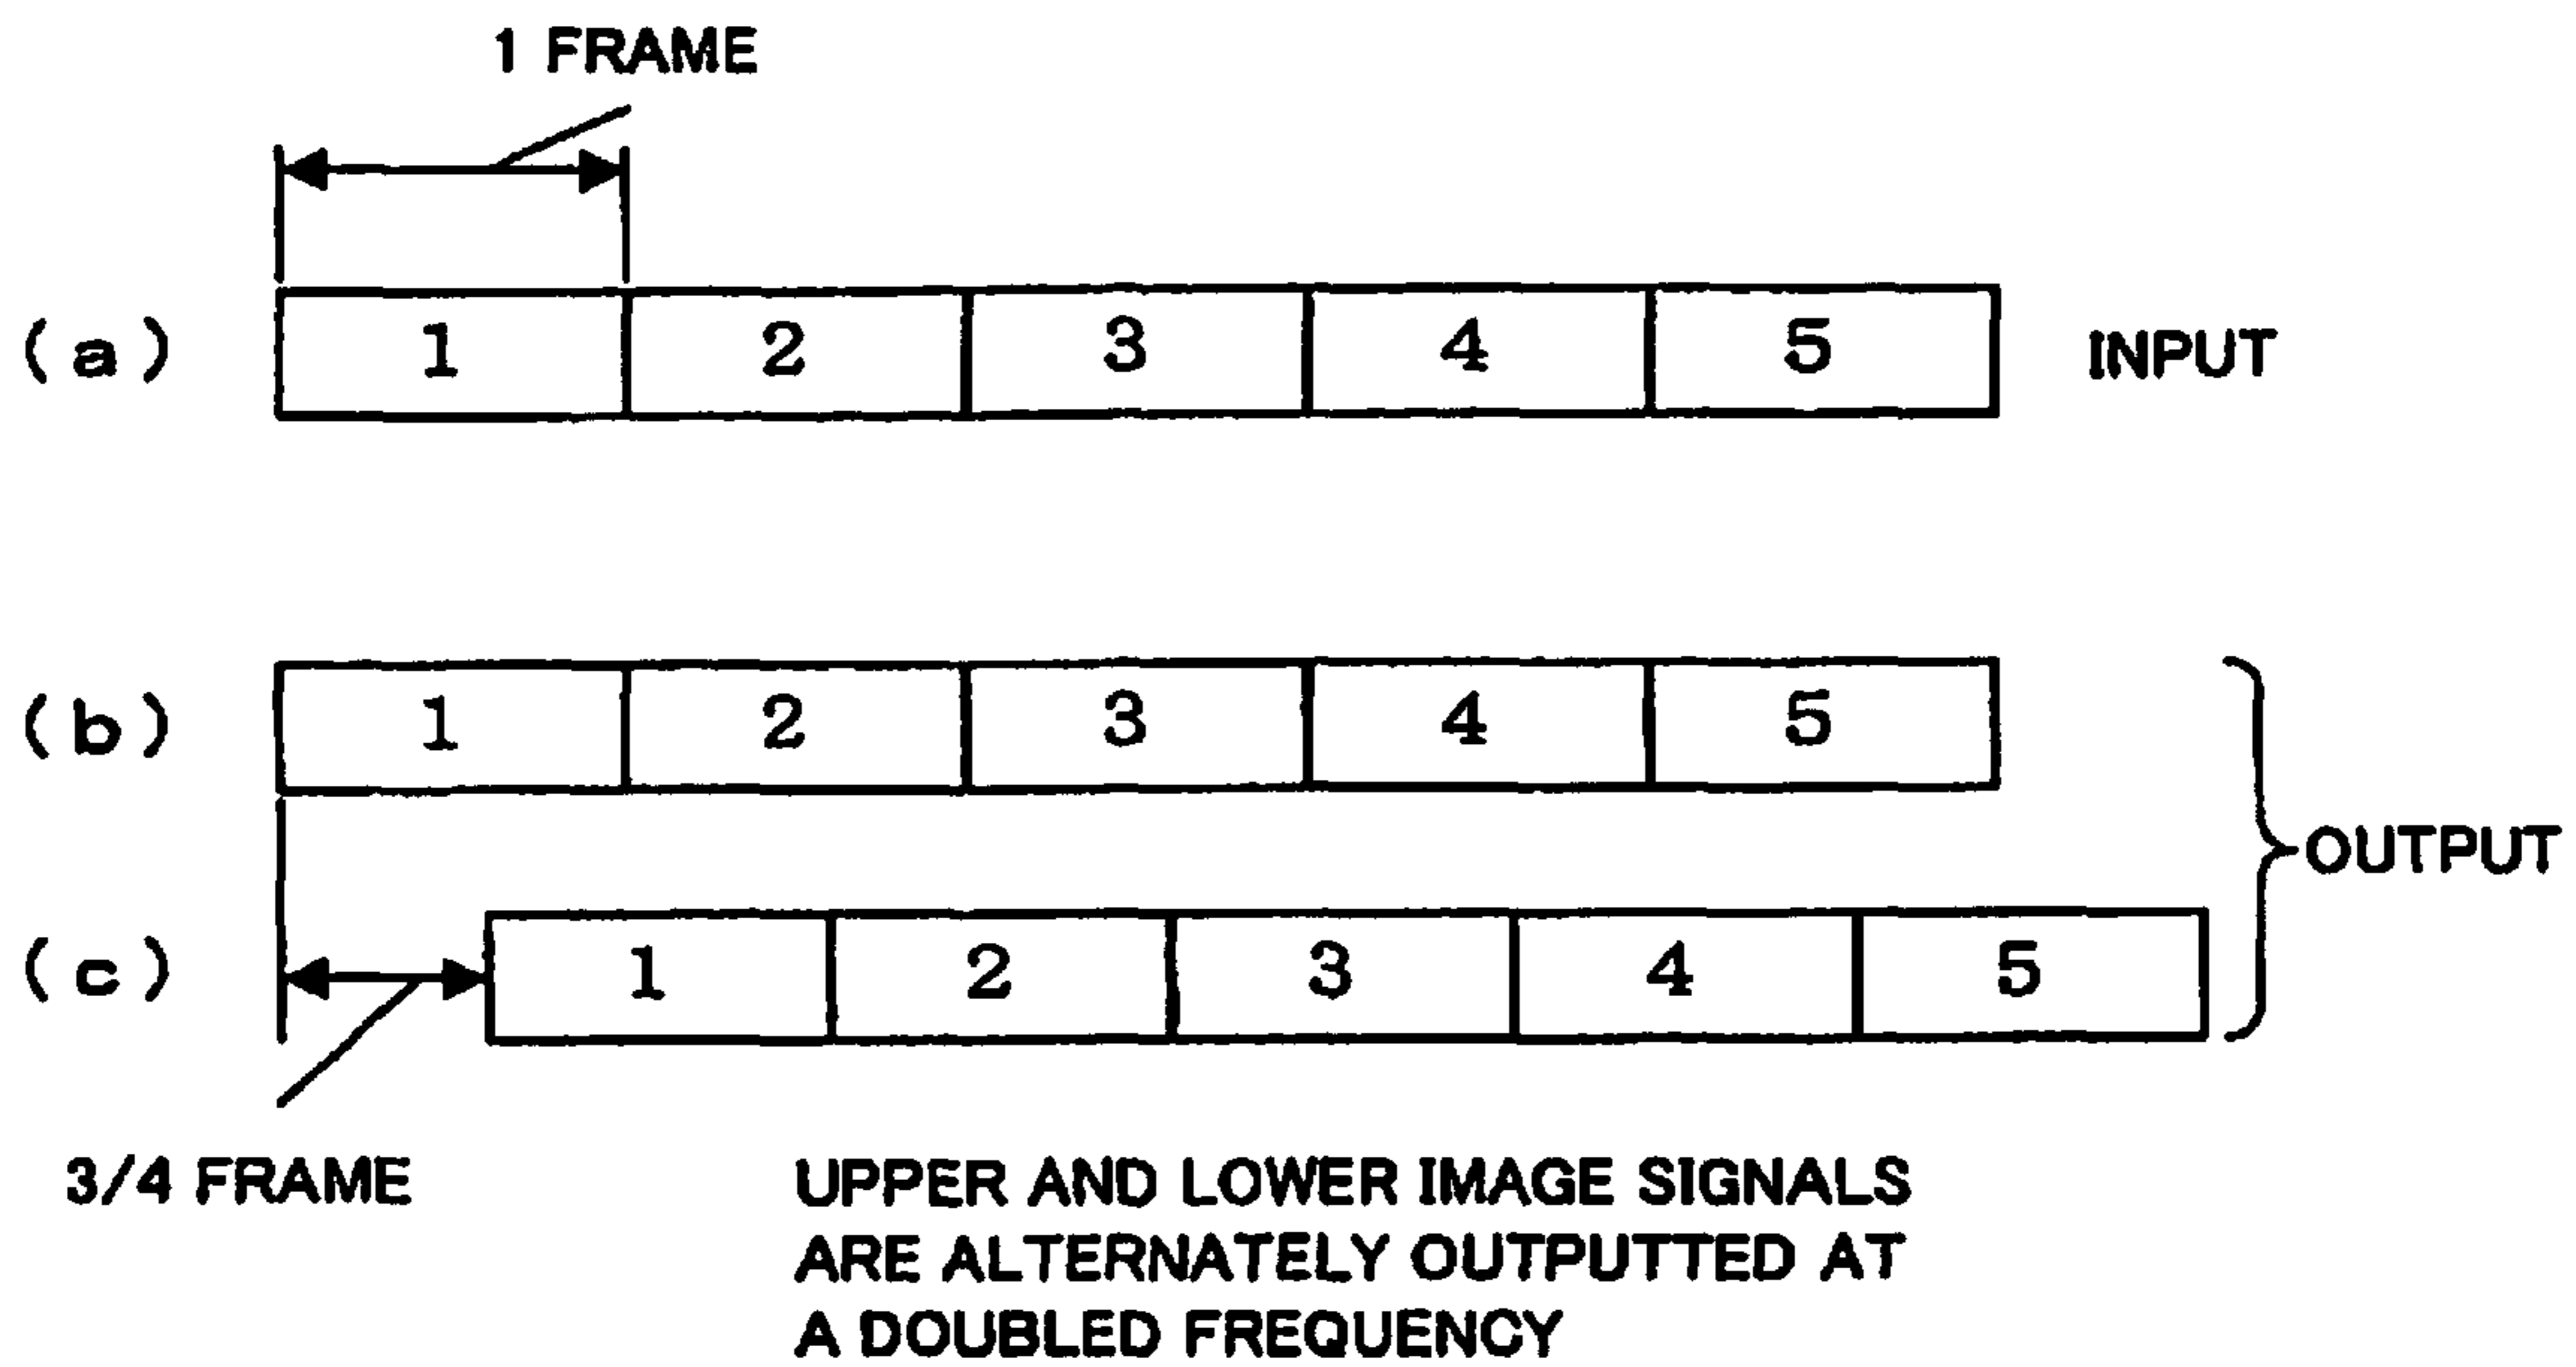 1 FRAME
(a) 1 2 3 4 5 INPUT
(b) 1 2 3 4 5
OUTPUT
(c) 1 2 3 4 5
3/4 FRAME
UPPER AND LOWER IMAGE SIGNALS
ARE ALTERNATELY OUTPUTTED AT
A DOUBLED FREQUENCY